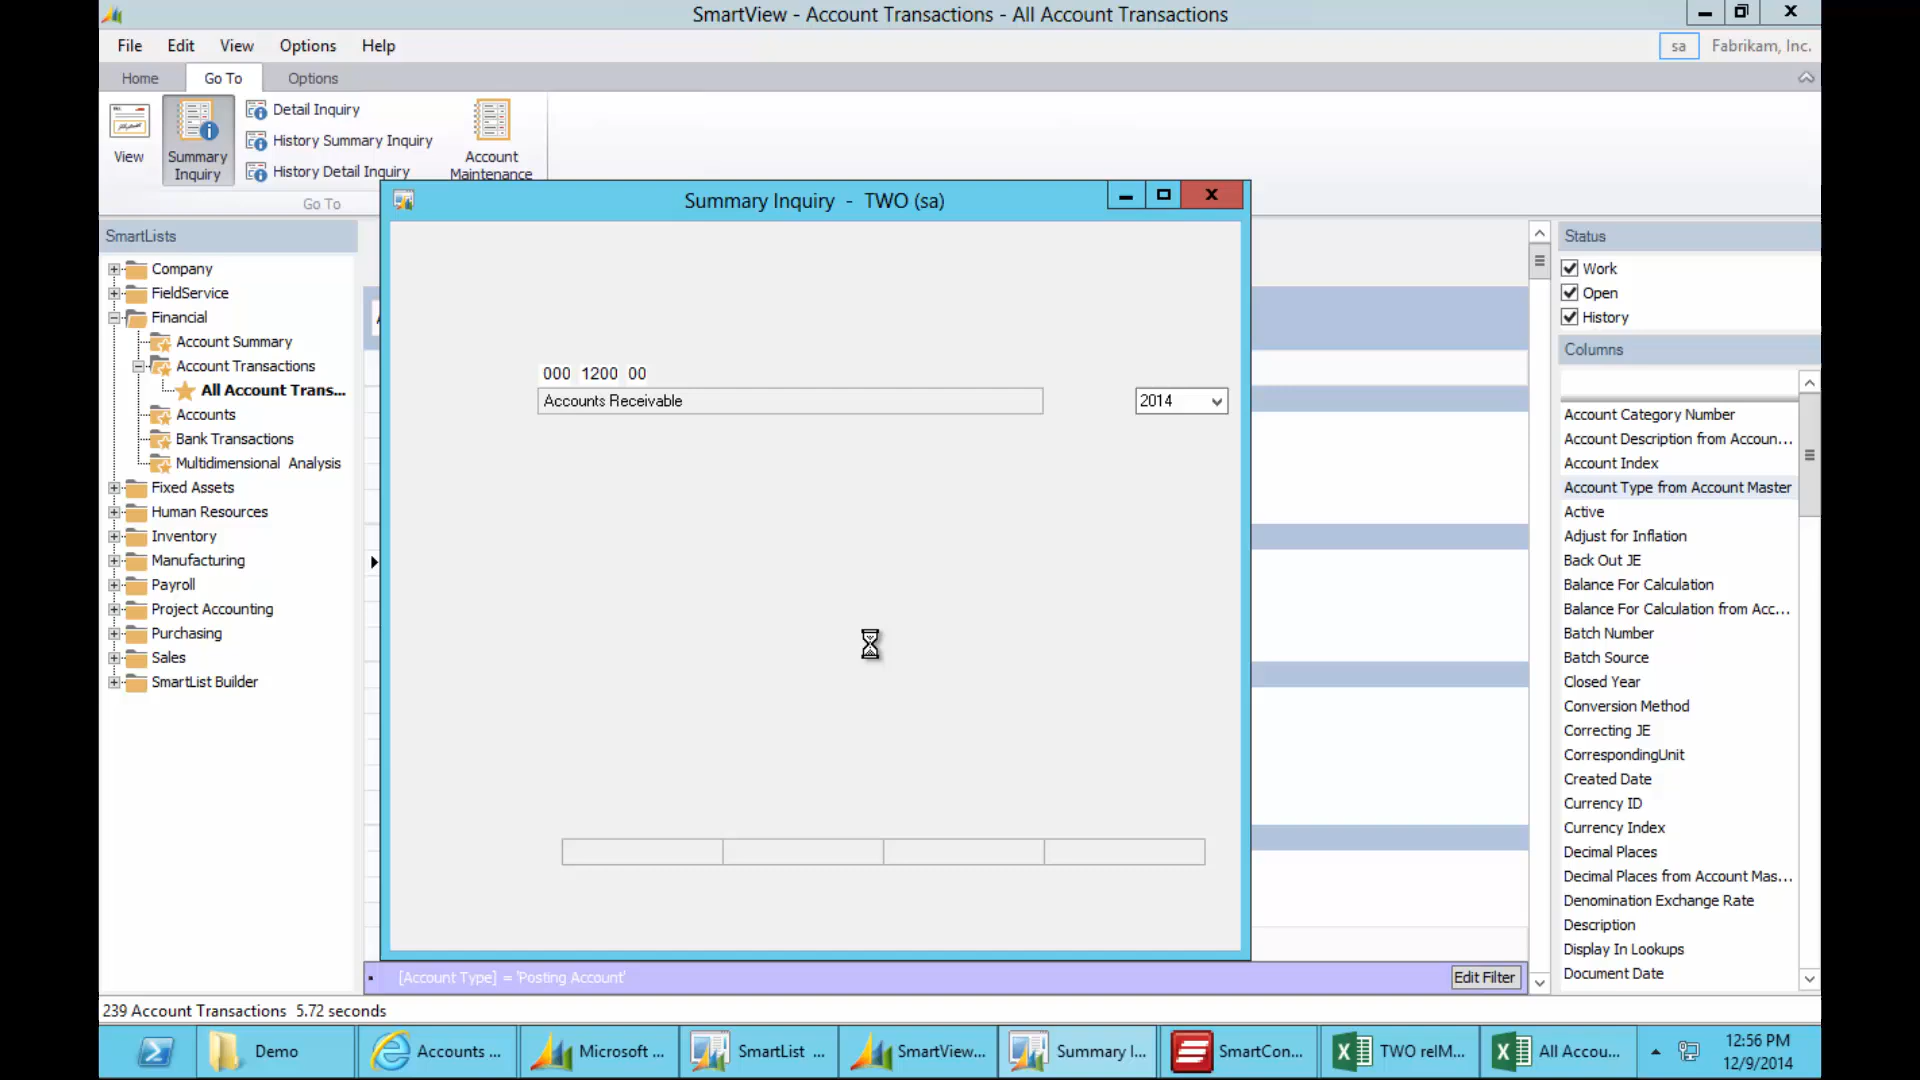 SmartView - Account Transactions - All Account Transactions
File Edit View Options Help
sa Fabrikam, Inc.
Home Go To Options
View
Summary Inquiry
Detail Inquiry
History Summary Inquiry
History Detail Inquiry
Account Maintenance
Go To
Summary Inquiry - TWO (sa)
000 1200 00
Accounts Receivable
2014
SmartLists
Company
FieldService
Financial
Account Summary
Account Transactions
All Account Trans...
Accounts
Bank Transactions
Multidimensional Analysis
Fixed Assets
Human Resources
Inventory
Manufacturing
Payroll
Project Accounting
Purchasing
Sales
SmartList Builder
Status
Work
Open
History
Columns
Account Category Number
Account Description from Accoun...
Account Index
Account Type from Account Master
Active
Adjust for Inflation
Back Out JE
Balance For Calculation
Balance For Calculation from Acc...
Batch Number
Batch Source
Closed Year
Conversion Method
Correcting JE
CorrespondingUnit
Created Date
Currency ID
Currency Index
Decimal Places
Decimal Places from Account Mas...
Denomination Exchange Rate
Description
Display In Lookups
Document Date
[Account Type] = 'Posting Account'
Edit Filter
239 Account Transactions 5.72 seconds
Demo
Accounts ...
Microsoft ...
SmartList ...
SmartView...
Summary I...
SmartCon...
TWO relM...
All Accou...
12:56 PM
12/9/2014